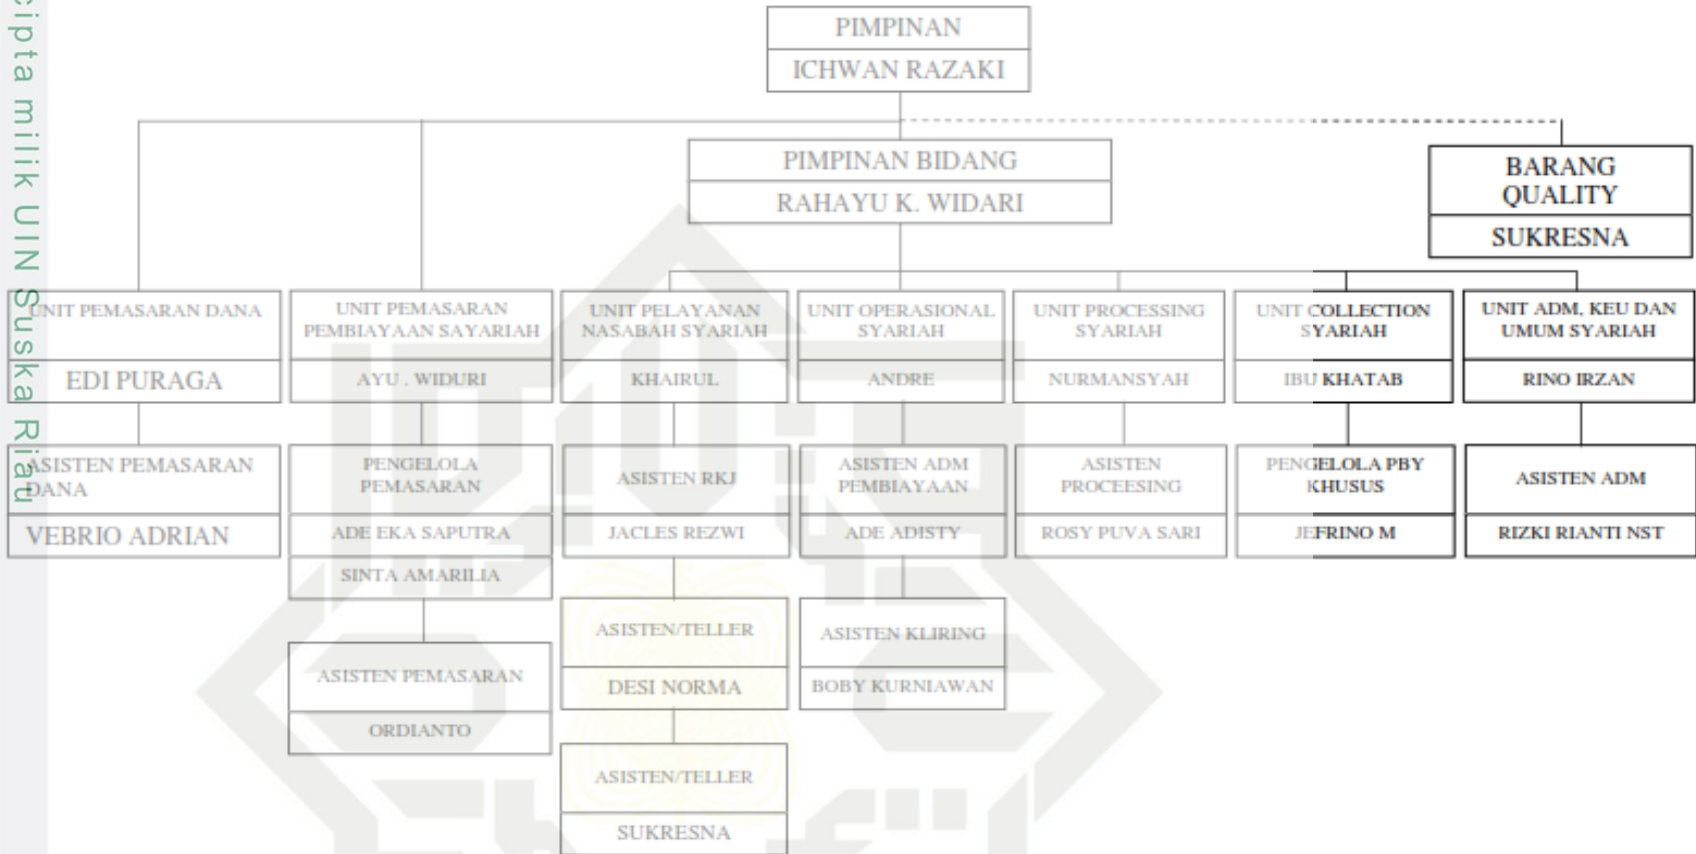 PIMPINAN
ICHWAN RAZAKI
PIMPINAN BIDANG
RAHAYU K. WIDARI
BARANG
QUALITY
SUKRESNA
UNIT PEMASARAN DANA
EDI PURAGA
UNIT PEMASARAN
PEMBIAYAAN SAYARIAH
AYU . WIDURI
UNIT PELAYANAN
NASABAH SYARIAH
KHAIRUL
UNIT OPERASIONAL
SYARIAH
ANDRE
UNIT PROCESSING
SYARIAH
NURMANSYAH
UNIT COLLECTION
SYARIAH
IBU KHATAB
UNIT ADM, KEU DAN
UMUM SYARIAH
RINO IRZAN
ASISTEN PEMASARAN
DANA
VEBRIO ADRIAN
PENGELOLA
PEMASARAN
ADE EKA SAPUTRA
SINTA AMARILIA
ASISTEN RKJ
JACLES REZWI
ASISTEN ADM
PEMBIAYAAN
ADE ADISTY
ASISTEN
PROCEESING
ROSY PUVA SARI
PENGELOLA PBY
KHUSUS
JEFRINO M
ASISTEN ADM
RIZKI RIANTI NST
ASISTEN PEMASARAN
ORDIANTO
ASISTEN/TELLER
DESI NORMA
ASISTEN KLIRING
BOBY KURNIAWAN
ASISTEN/TELLER
SUKRESNA
cipta milik UIN Suska Riau